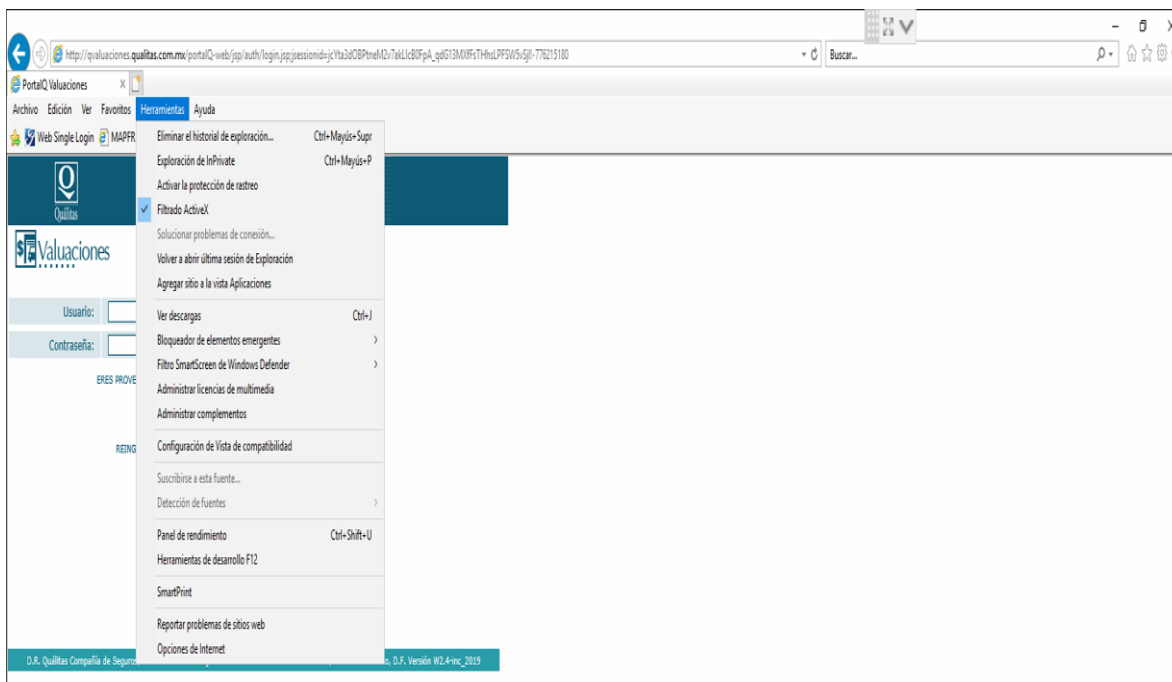 http://qvaluaciones.qualitas.com.mx/portalQ-web/jsp/auth/login.jsp;jsessionid=
Buscar...
PortalQ Valuaciones
Archivo Edición Ver Favoritos Herramientas Ayuda
Web Single Login MAPFR
Eliminar el historial de exploración... Ctrl+Mayús+Supr
Exploración de InPrivate Ctrl+Mayús+P
Activar la protección de rastreo
Filtrado ActiveX
Solucionar problemas de conexión...
Volver a abrir última sesión de Exploración
Agregar sitio a la vista Aplicaciones
Ver descargas Ctrl+J
Bloqueador de elementos emergentes
Filtro SmartScreen de Windows Defender
Administrar licencias de multimedia
Administrar complementos
Configuración de Vista de compatibilidad
Suscribirse a esta fuente...
Detección de fuentes
Panel de rendimiento Ctrl+Shift+U
Herramientas de desarrollo F12
SmartPrint
Reportar problemas de sitios web
Opciones de Internet
Q
Quálitas
Valuaciones
Usuario:
Contraseña:
ERES PROVE
REING
D.R. Quálitas Compañía de Seguros
o, D.F. Versión W2.4-inc_2019